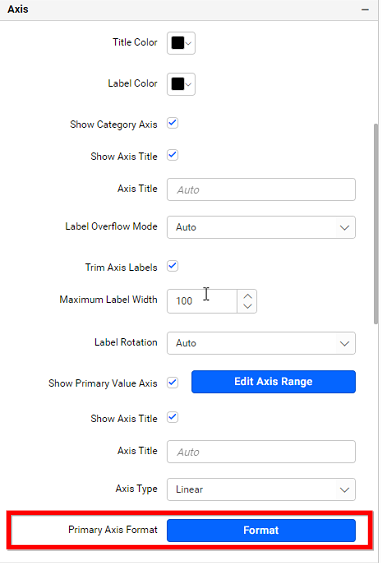 Axis
Title Color
Label Color
Show Category Axis
Show Axis Title
Axis Title Auto
Label Overflow Mode Auto
Trim Axis Labels
Maximum Label Width 100
Label Rotation Auto
Show Primary Value Axis Edit Axis Range
Show Axis Title
Axis Title Auto
Axis Type Linear
Primary Axis Format Format